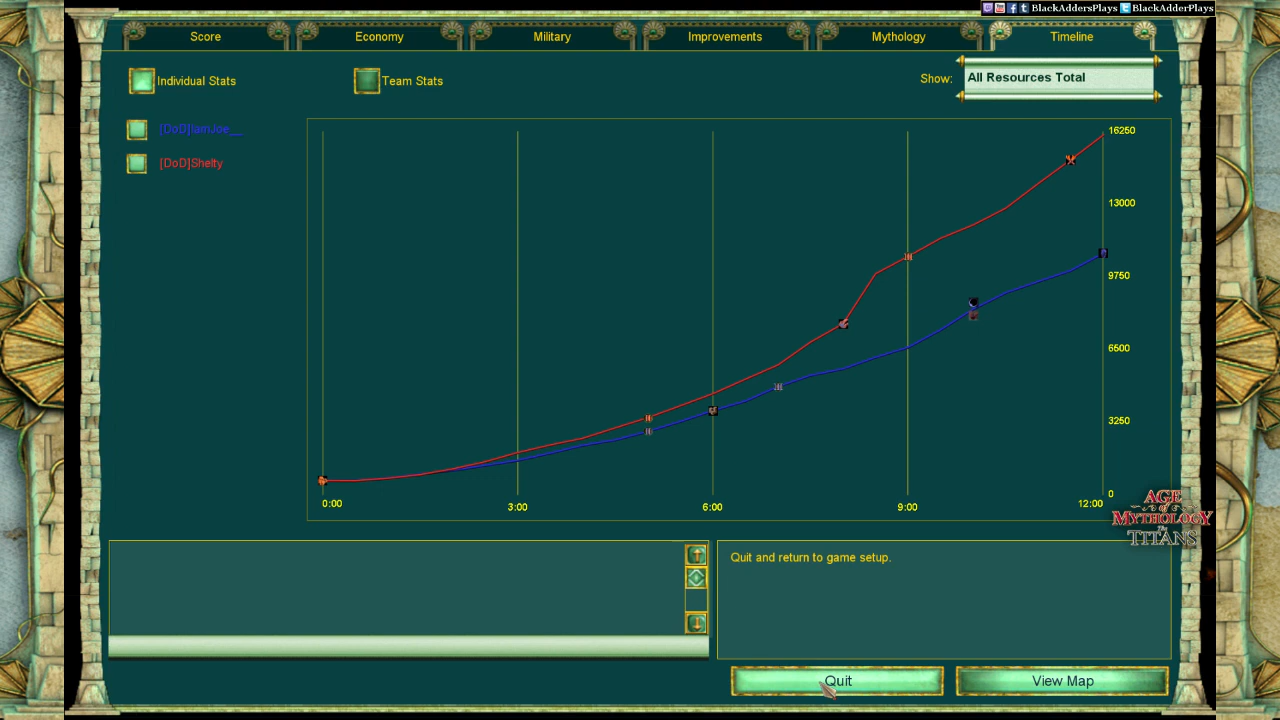 BlackAddersPlays BlackAdderPlays
Score Economy Military Improvements Mythology Timeline
Individual Stats Team Stats Show: All Resources Total
[DoD]IamJoe__
[DoD]Shelty
16250
13000
9750
6500
3250
0
0:00 3:00 6:00 9:00 12:00
AGE
of
MYTHOLOGY
The
TITANS
Quit and return to game setup.
Quit View Map